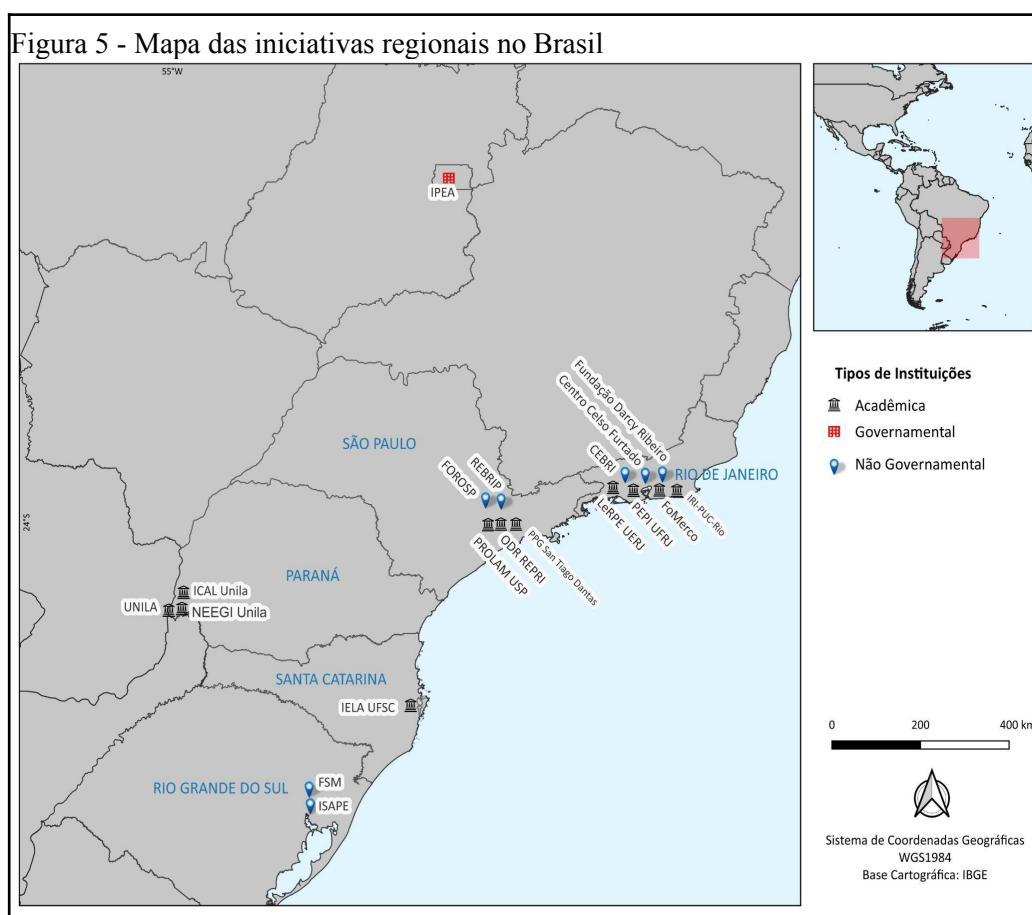 Figura 5 - Mapa das iniciativas regionais no Brasil
55°W
24°S
IPEA
SÃO PAULO
FOROSP
REBRIP
PROLAM USP
ODR REPRI
PPG San Tiago Dantas
CEBRI
Centro Celso Furtado
Fundação Darcy Ribeiro
RIO DE JANEIRO
LeRPE UERJ
PEPI UFRJ
FoMerco
IRI-PUC-Rio
PARANÁ
ICAL Unila
UNILA
NEEGI Unila
SANTA CATARINA
IELA UFSC
RIO GRANDE DO SUL
FSM
ISAPE
Tipos de Instituições
Acadêmica
Governamental
Não Governamental
0 200 400 km
Sistema de Coordenadas Geográficas
WGS1984
Base Cartográfica: IBGE